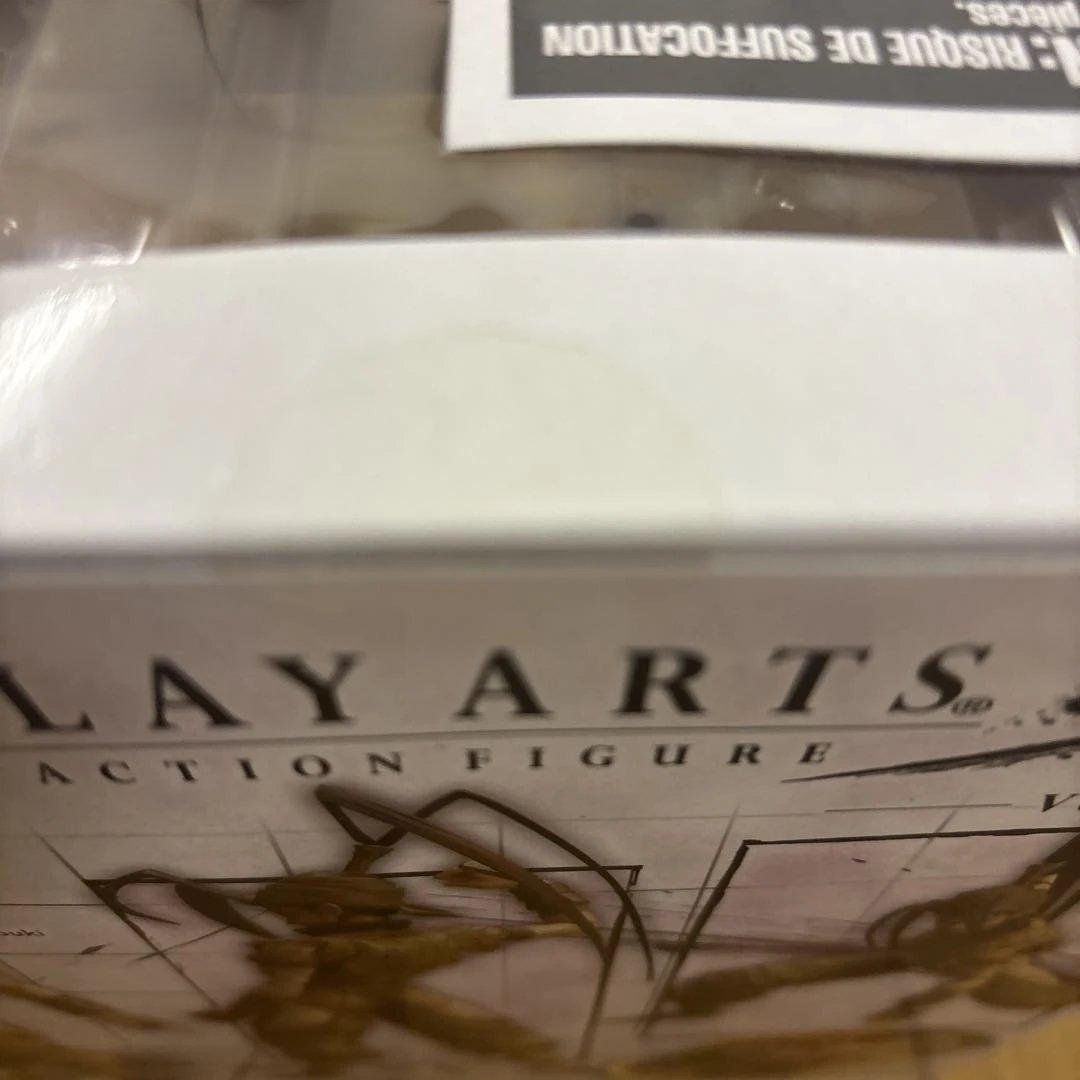 : RISQUE DE SUFFOCATION
pièces.
LAY ARTS
ACTION FIGURE